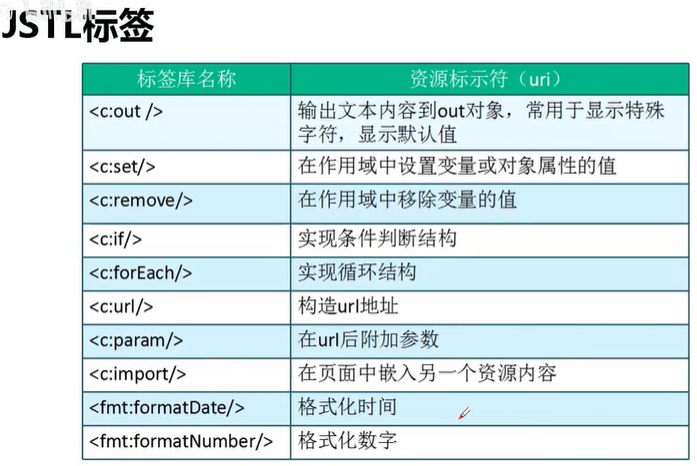 JSTL标签
标签库名称 资源标示符（uri）
<c:out /> 输出文本内容到out对象，常用于显示特殊
字符，显示默认值
<c:set/> 在作用域中设置变量或对象属性的值
<c:remove/> 在作用域中移除变量的值
<c:if/> 实现条件判断结构
<c:forEach/> 实现循环结构
<c:url/> 构造url地址
<c:param/> 在url后附加参数
<c:import/> 在页面中嵌入另一个资源内容
<fmt:formatDate/> 格式化时间
<fmt:formatNumber/> 格式化数字